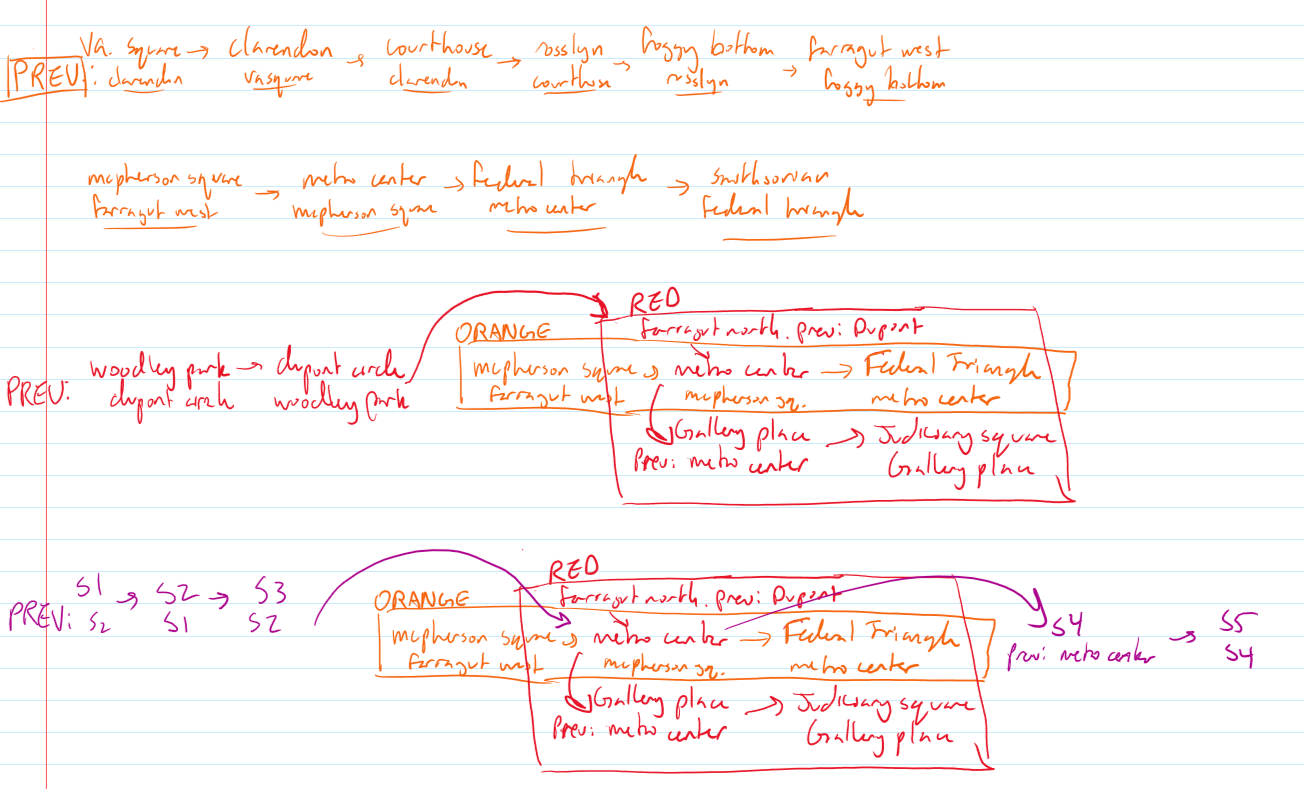 Va. square → clarendon → courthouse → rosslyn → foggy bottom → farragut west
PREV: clarendon vasquare clarendon courthouse rosslyn foggy bottom
mcpherson square → metro center → Federal triangle → Smithsonian
farragut west mcpherson square metro center Federal triangle
RED
ORANGE farragut north. prev: Dupont
woodley park → dupont circle mcpherson square → metro center → Federal Triangle
PREV: dupont circle woodley park farragut west mcpherson sq. metro center
Gallery place → Judiciary square
Prev: metro center Gallery place
RED
ORANGE farragut north. prev: Dupont
S1 → S2 → S3 mcpherson square → metro center → Federal Triangle S4 → S5
PREV: S2 S1 S2 farragut west mcpherson sq. metro center prev: metro center S4
Gallery place → Judiciary square
Prev: metro center Gallery place